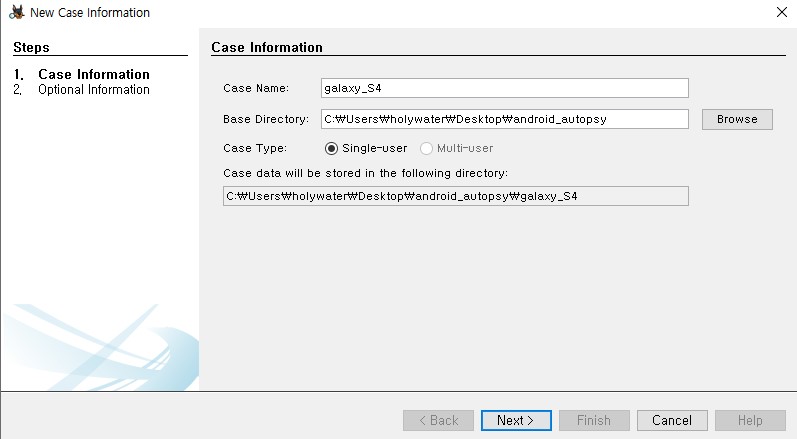 New Case Information
Steps
1. Case Information
2. Optional Information
Case Information
Case Name: galaxy_S4
Base Directory: C:₩Users₩holywater₩Desktop₩android_autopsy Browse
Case Type: Single-user Multi-user
Case data will be stored in the following directory:
C:₩Users₩holywater₩Desktop₩android_autopsy₩galaxy_S4
< Back Next > Finish Cancel Help